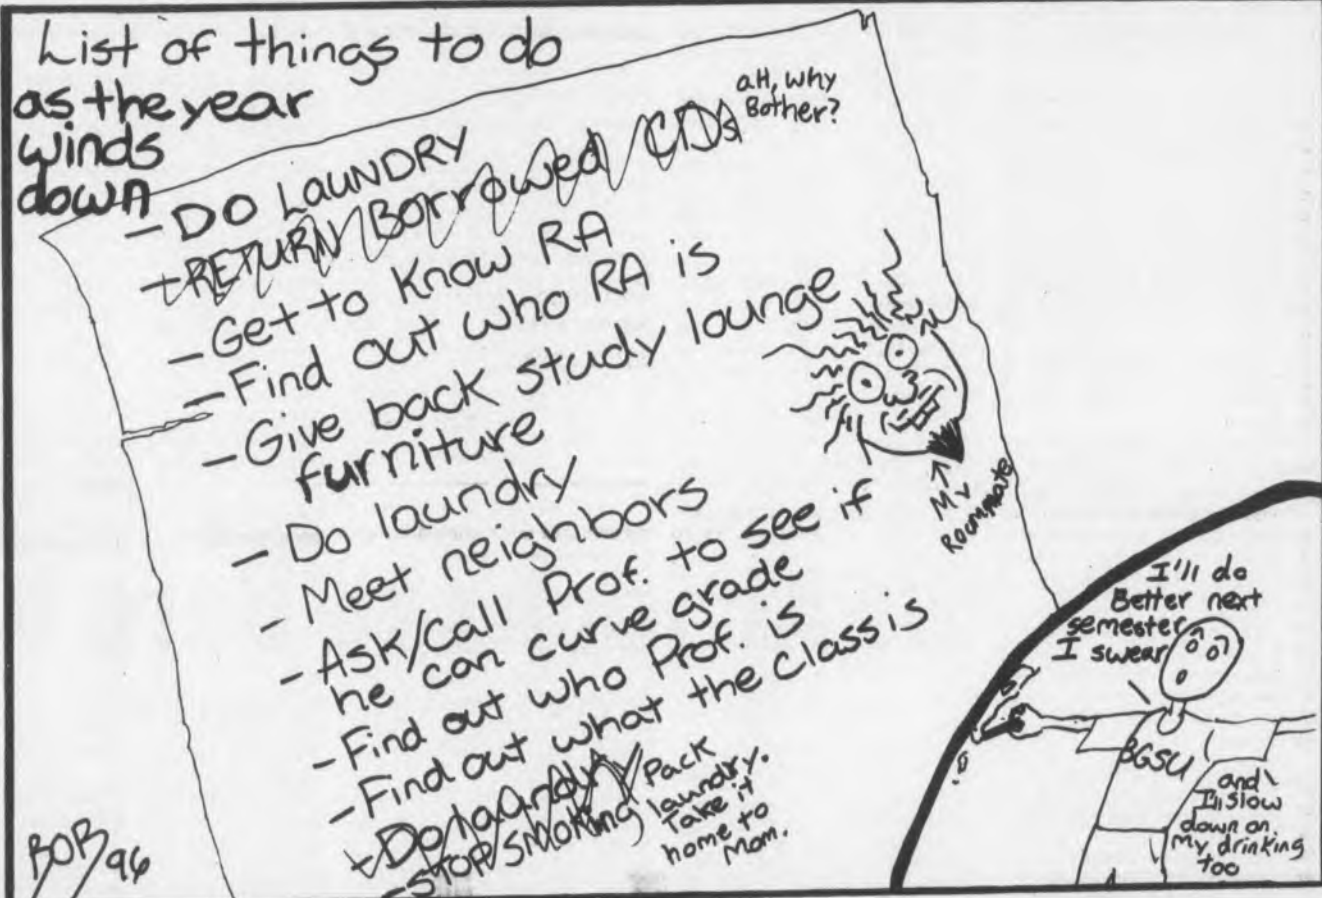 List of things to do
as the year
winds
down
- DO LAUNDRY
- RETURN Borrowed CDs
aH, why
Bother?
- Get to Know RA
- Find out who RA is
- Give back study lounge
furniture
- Do laundry
- Meet neighbors
- Ask/Call Prof. to see if
he can curve grade
- Find out who Prof. is
- Find out what the Class is
- Do laundry
Pack
laundry.
Take it
home to
Mom.
- STOP SMOKING
My
Roommate
I'll do
Better next
semester
I swear
BGSU
and
I'll slow
down on
my drinking
too
BOB/96